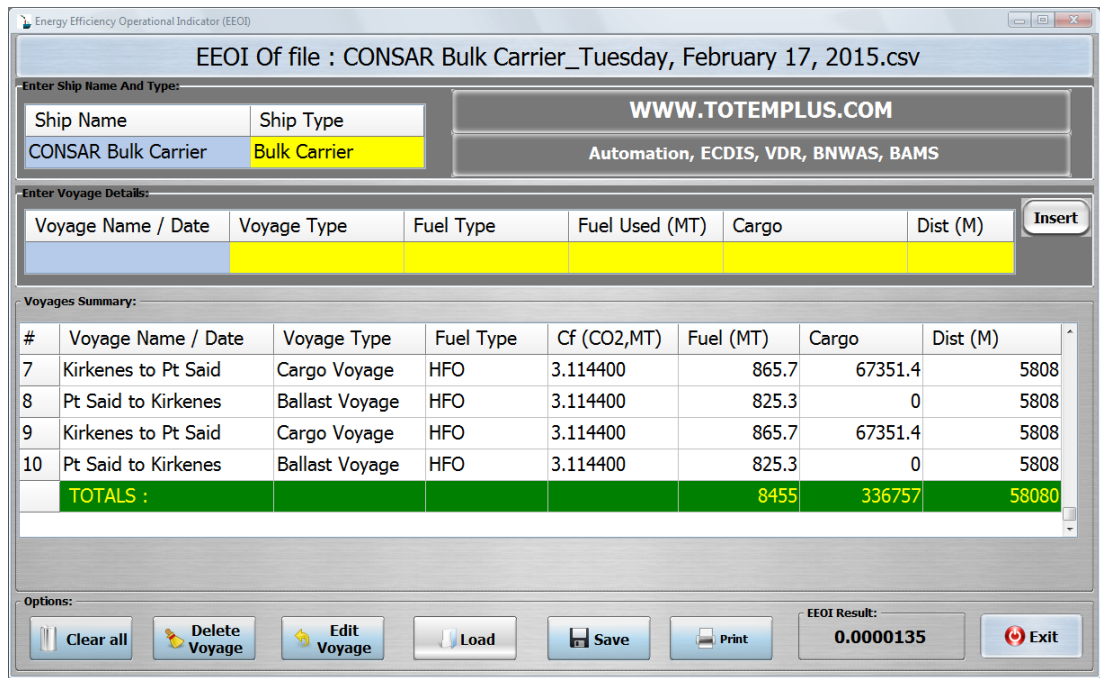 Energy Efficiency Operational Indicator (EEOI)
EEOI Of file : CONSAR Bulk Carrier_Tuesday, February 17, 2015.csv
Enter Ship Name And Type:
Ship Name Ship Type
CONSAR Bulk Carrier Bulk Carrier
WWW.TOTEMPLUS.COM
Automation, ECDIS, VDR, BNWAS, BAMS
Enter Voyage Details:
Voyage Name / Date Voyage Type Fuel Type Fuel Used (MT) Cargo Dist (M)
Insert
Voyages Summary:
# Voyage Name / Date Voyage Type Fuel Type Cf (CO2,MT) Fuel (MT) Cargo Dist (M)
7 Kirkenes to Pt Said Cargo Voyage HFO 3.114400 865.7 67351.4 5808
8 Pt Said to Kirkenes Ballast Voyage HFO 3.114400 825.3 0 5808
9 Kirkenes to Pt Said Cargo Voyage HFO 3.114400 865.7 67351.4 5808
10 Pt Said to Kirkenes Ballast Voyage HFO 3.114400 825.3 0 5808
TOTALS : 8455 336757 58080
Options:
Clear all
Delete
Voyage
Edit
Voyage
Load
Save
Print
EEOI Result:
0.0000135
Exit